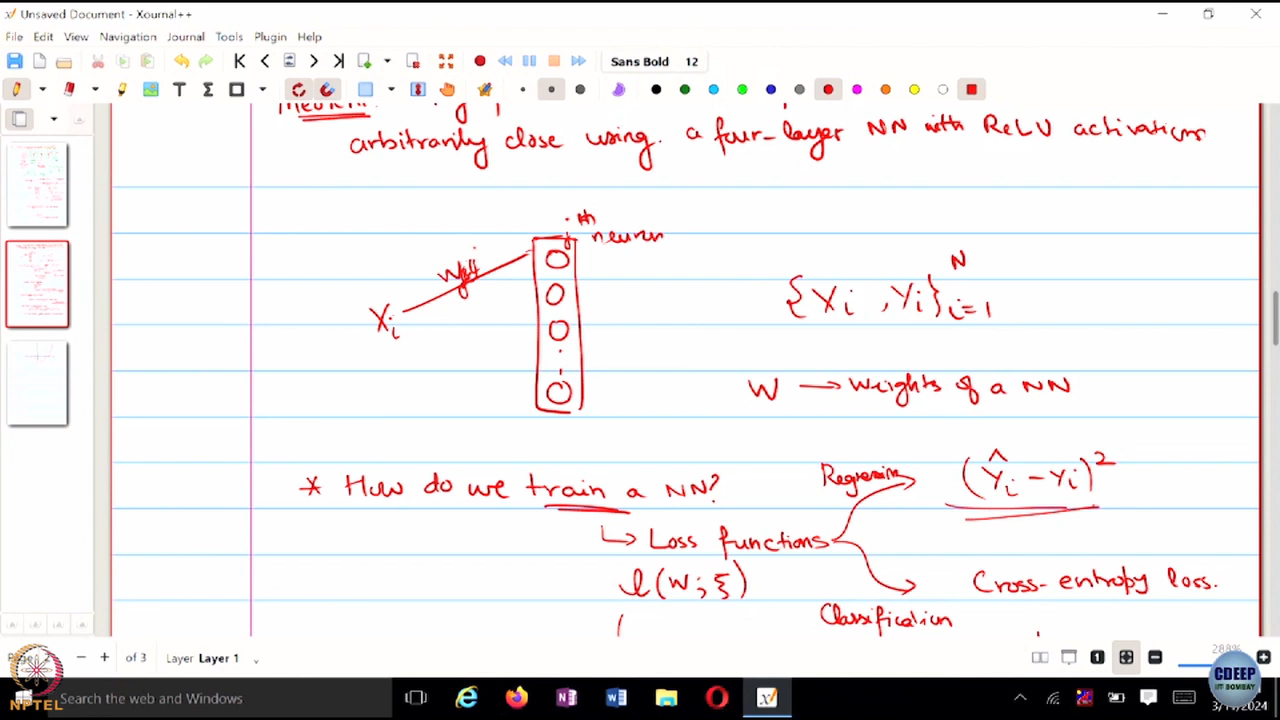 Unsaved Document - Xournal++
File Edit View Navigation Journal Tools Plugin Help
Sans Bold 12
arbitrarily close using. a four-layer NN with ReLU activations
jth
neuron
Xi
{Xi, Yi}
N
i=1
W → Weights of a NN
* How do we train a NN?
Regression
(Ŷi - Yi)2
↳ Loss functions
l(W; ξ)
Cross-entropy loss.
Classification
of 3 Layer Layer 1
288%
Search the web and Windows
NPTEL
CDEEP
IIT BOMBAY